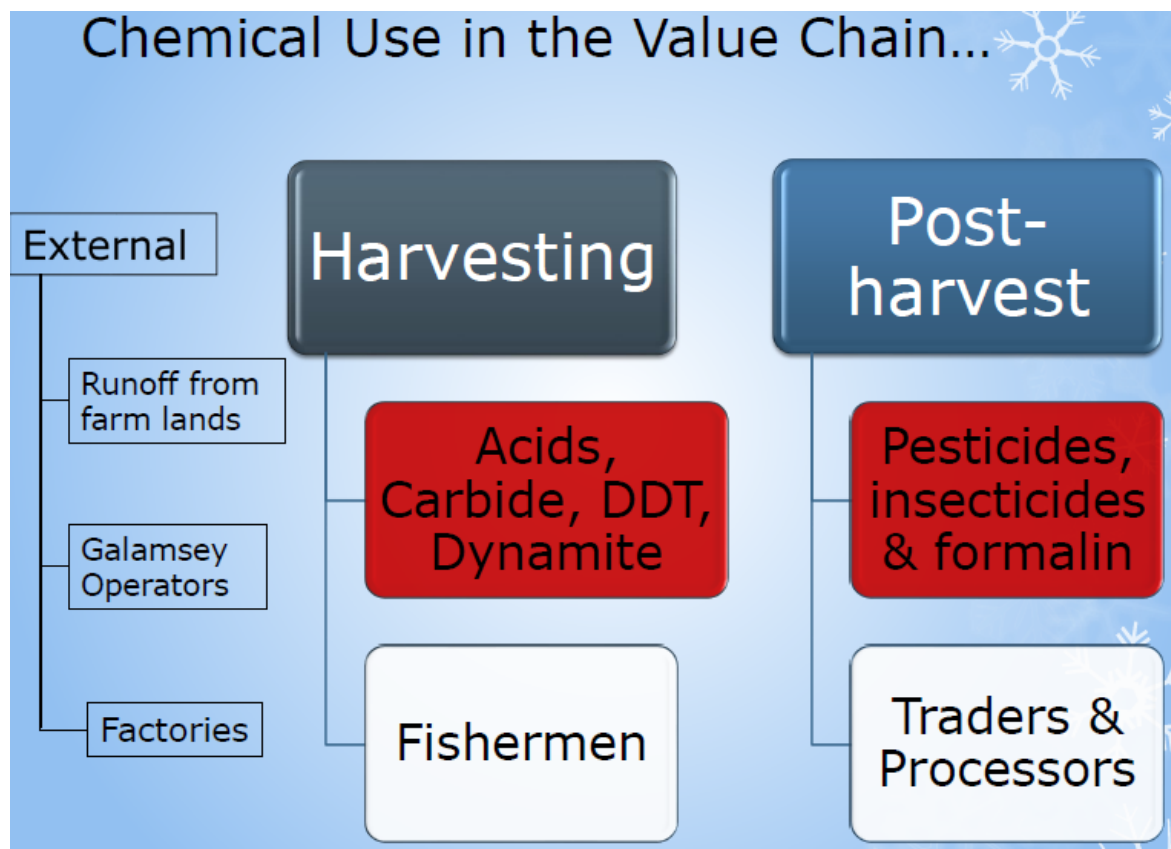 Chemical Use in the Value Chain...
External
Runoff from
farm lands
Galamsey
Operators
Factories
Harvesting
Acids,
Carbide, DDT,
Dynamite
Fishermen
Post-
harvest
Pesticides,
insecticides
& formalin
Traders &
Processors